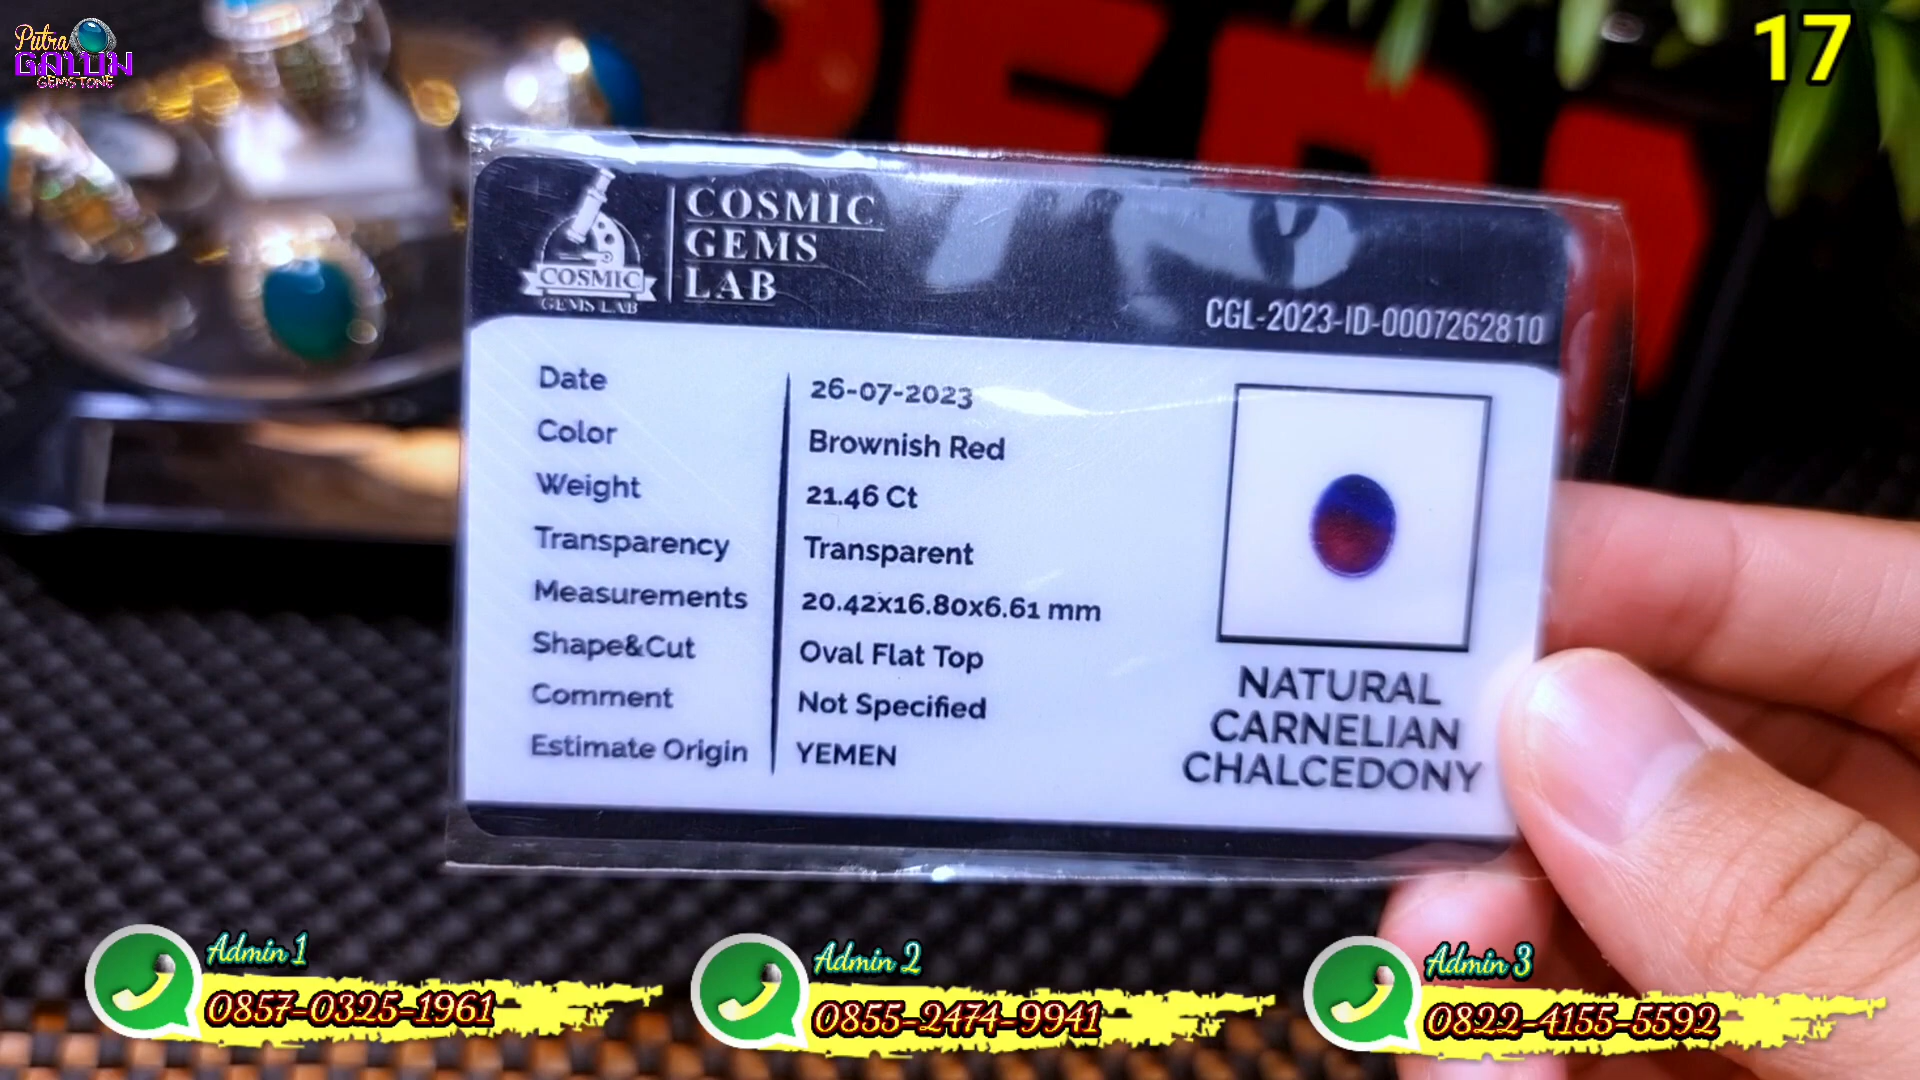 Putra
GALUN
GEMSTONE
17
COSMIC
GEMS LAB
COSMIC
GEMS
LAB
CGL-2023-ID-0007262810
Date 26-07-2023
Color Brownish Red
Weight 21.46 Ct
Transparency Transparent
Measurements 20.42x16.80x6.61 mm
Shape&Cut Oval Flat Top
Comment Not Specified
Estimate Origin YEMEN
NATURAL
CARNELIAN
CHALCEDONY
Admin 1
0857-0325-1961
Admin 2
0855-2474-9941
Admin 3
0822-4155-5592